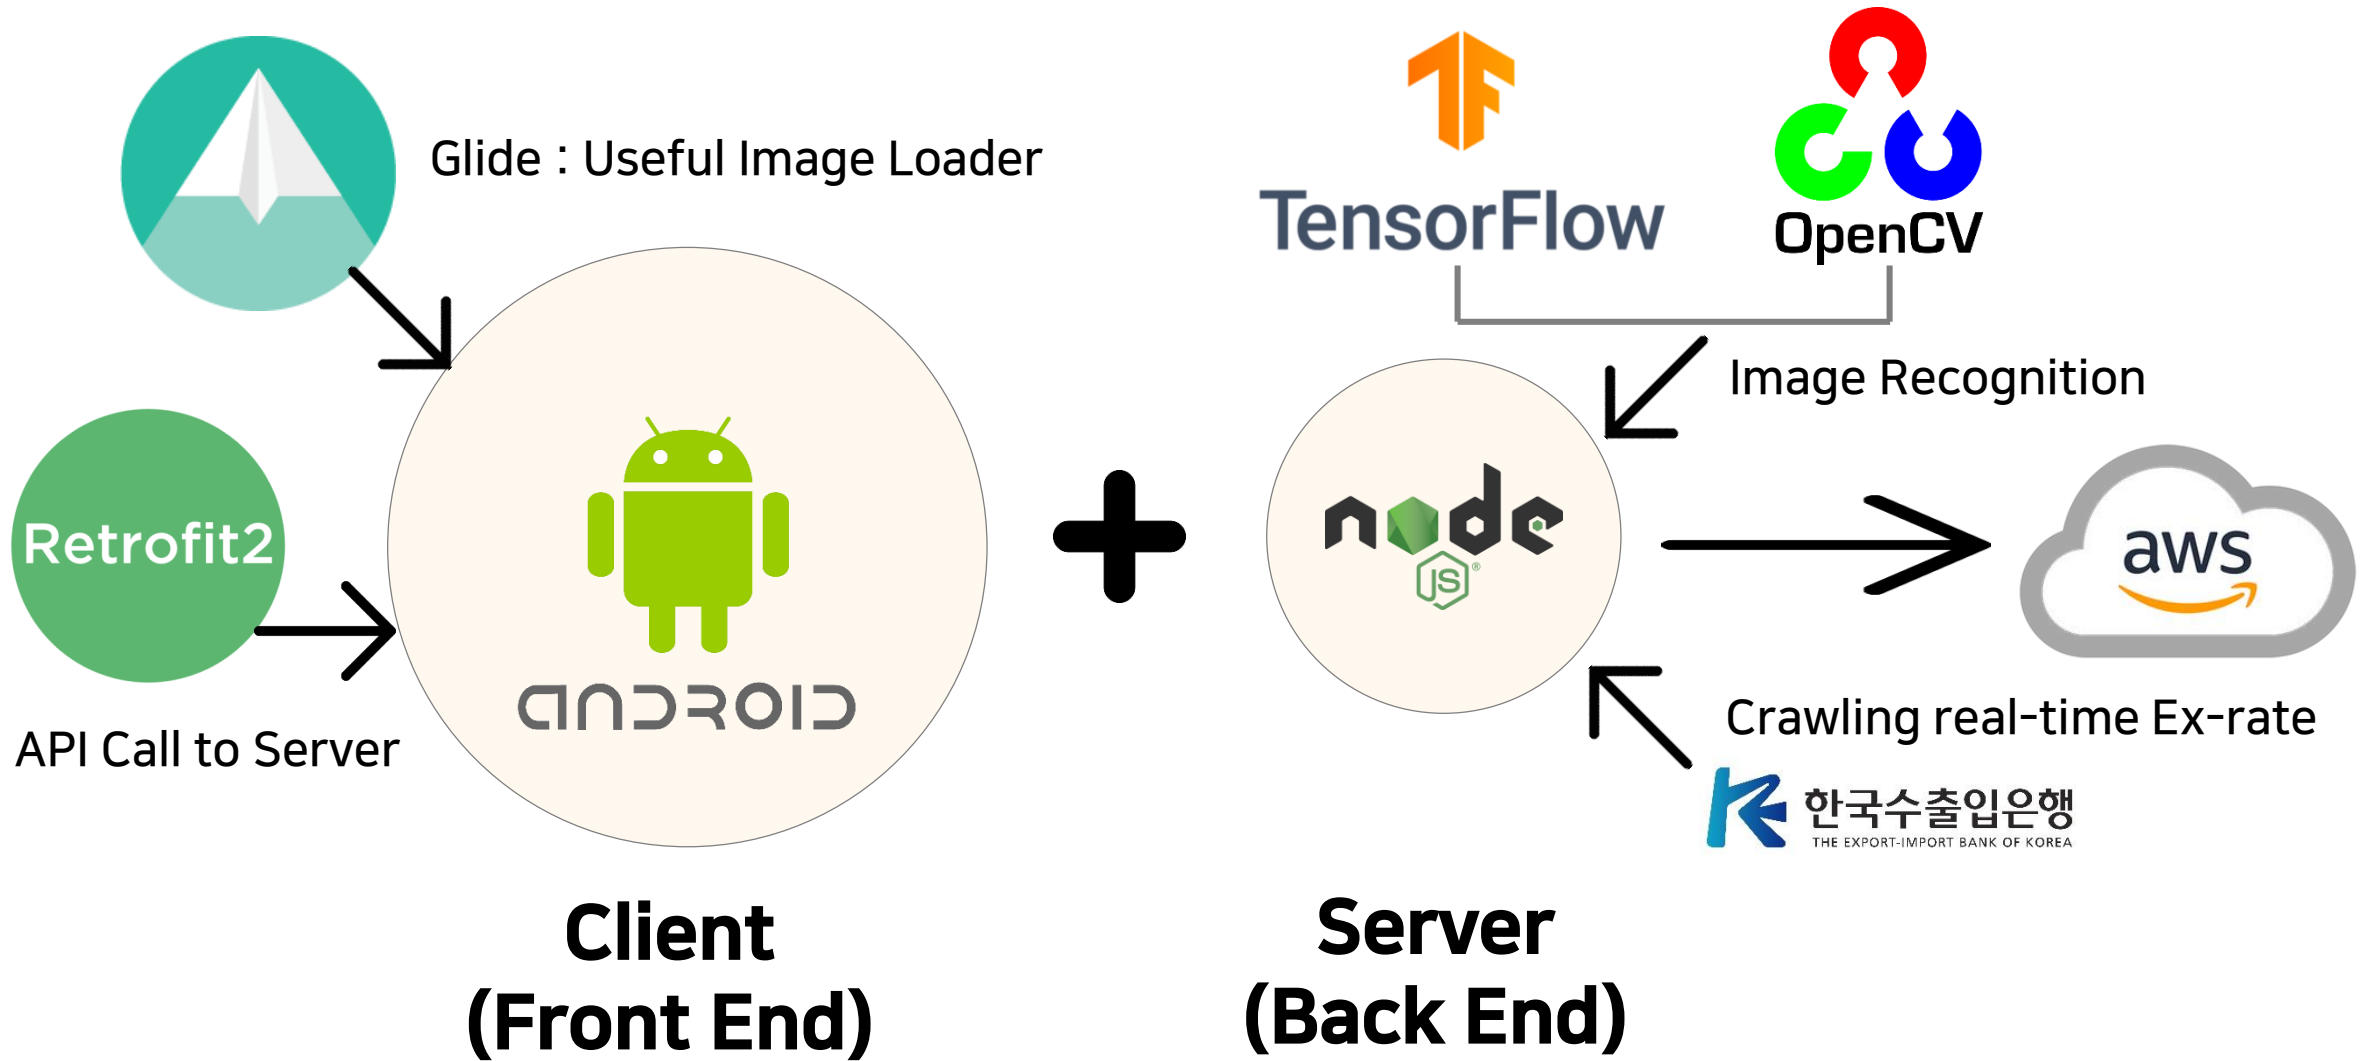 Glide : Useful Image Loader
TensorFlow
OpenCV
Image Recognition
Retrofit2
API Call to Server
ANDROID
node
JS®
aws
Crawling real-time Ex-rate
한국수출입은행
THE EXPORT-IMPORT BANK OF KOREA
Client
(Front End)
Server
(Back End)